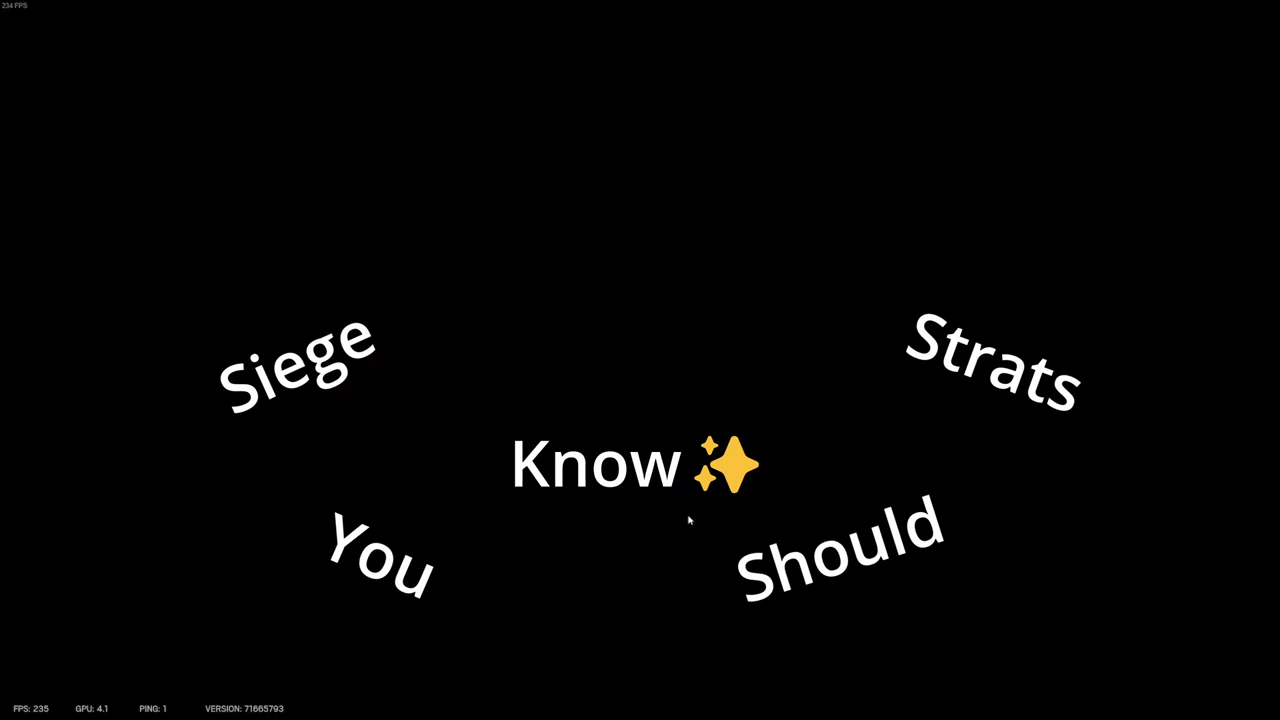 234 FPS
Siege
Strats
You
Should
Know ✨
FPS: 235 GPU: 4.1 PING: 1 VERSION: 71665793